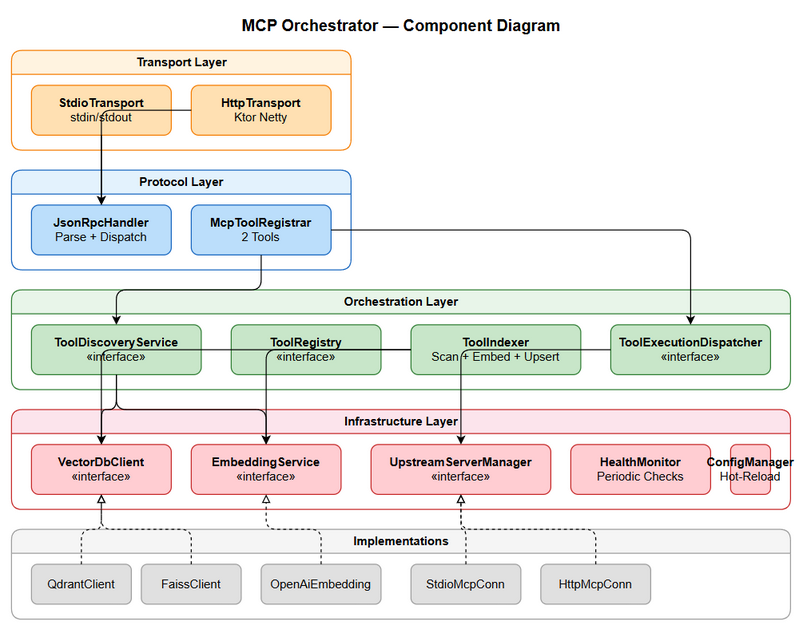 MCP Orchestrator — Component Diagram
Transport Layer
StdioTransport
stdin/stdout
HttpTransport
Ktor Netty
Protocol Layer
JsonRpcHandler
Parse + Dispatch
McpToolRegistrar
2 Tools
Orchestration Layer
ToolDiscoveryService
«interface»
ToolRegistry
«interface»
ToolIndexer
Scan + Embed + Upsert
ToolExecutionDispatcher
«interface»
Infrastructure Layer
VectorDbClient
«interface»
EmbeddingService
«interface»
UpstreamServerManager
«interface»
HealthMonitor
Periodic Checks
ConfigManager
Hot-Reload
Implementations
QdrantClient
FaissClient
OpenAiEmbedding
StdioMcpConn
HttpMcpConn